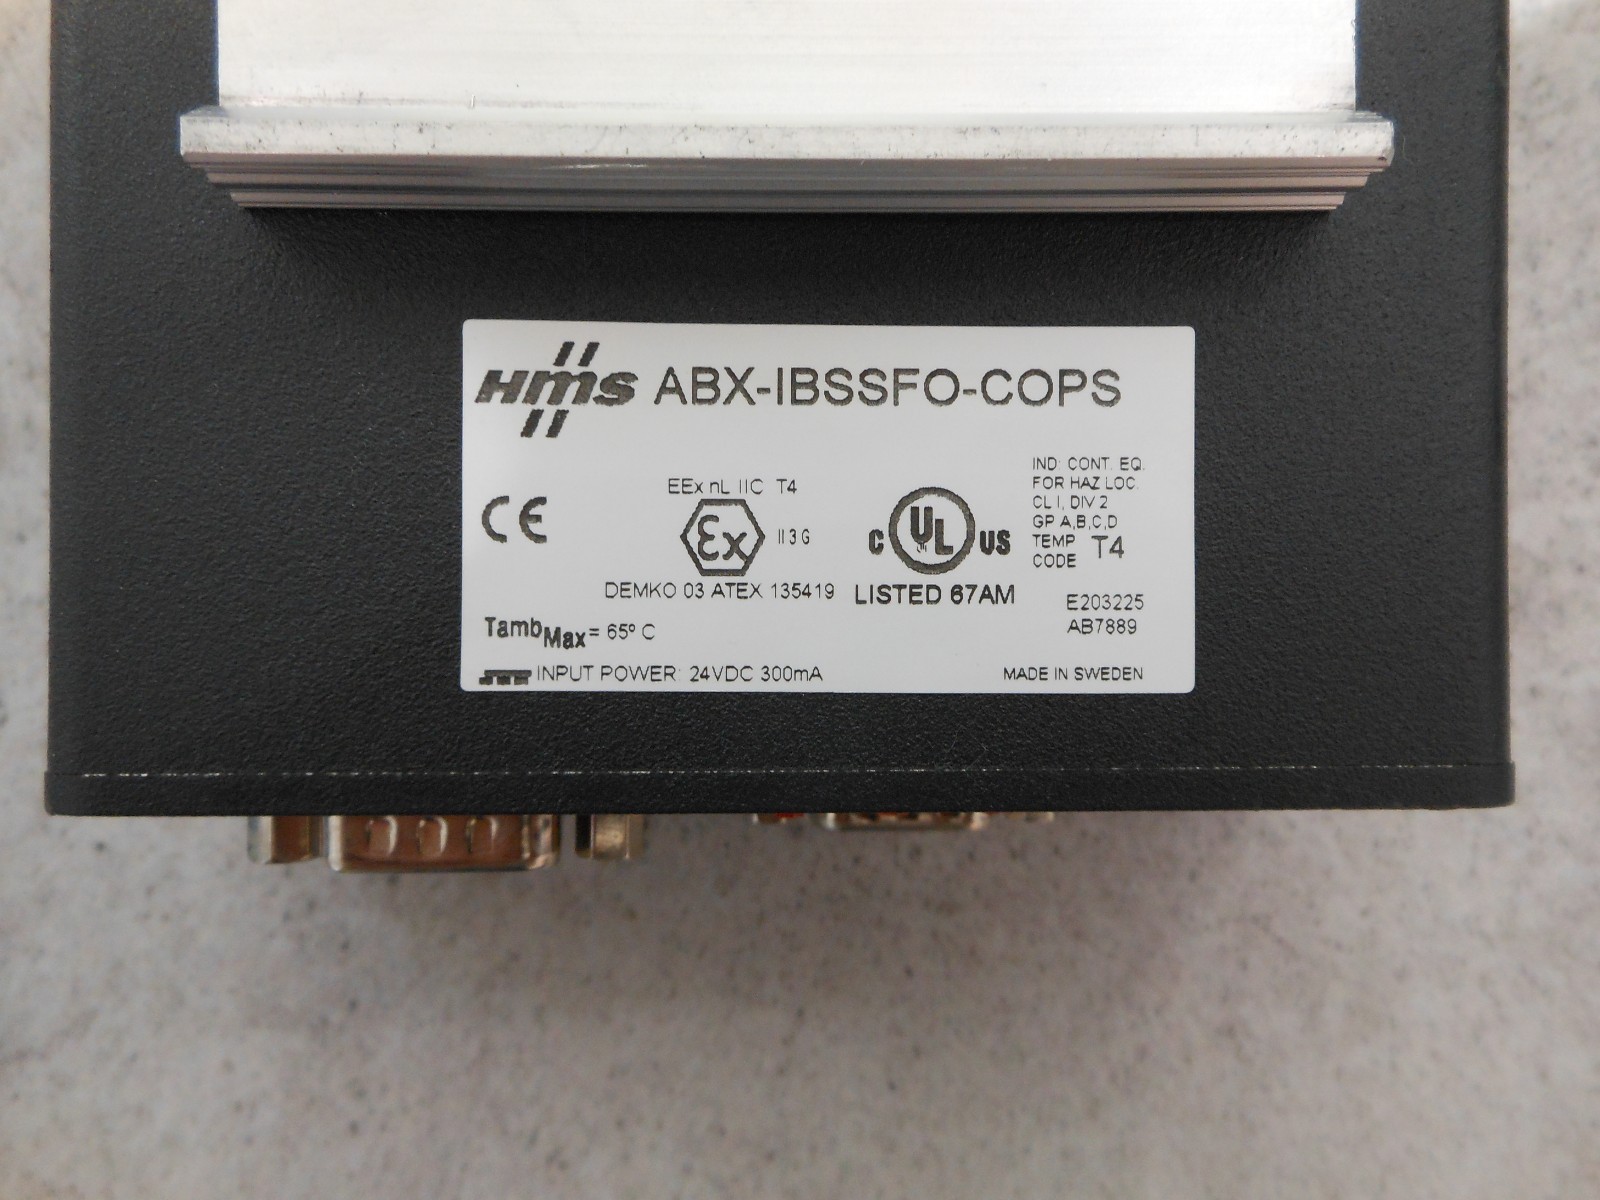 HMS ABX-IBSSFO-COPS
CE
EEx nL IIC T4
Ex II 3 G
DEMKO 03 ATEX 135419
C UL US
LISTED 67AM
IND. CONT. EQ.
FOR HAZ LOC.
CL I, DIV 2
GP A,B,C,D
TEMP CODE T4
E203225
AB7889
TambMax = 65º C
INPUT POWER: 24VDC 300mA
MADE IN SWEDEN